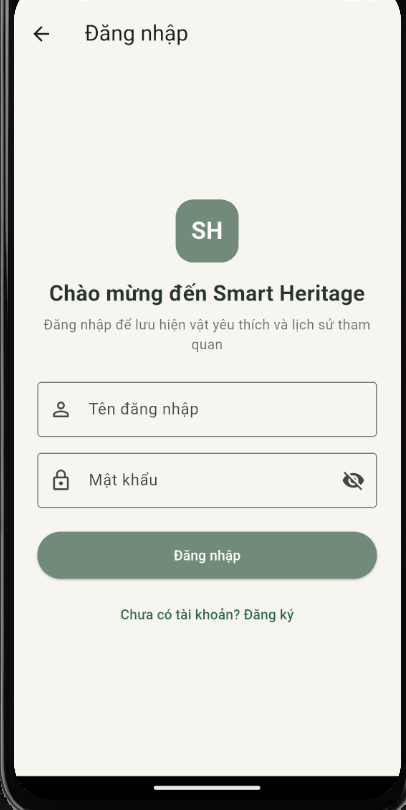 Đăng nhập
SH
Chào mừng đến Smart Heritage
Đăng nhập để lưu hiện vật yêu thích và lịch sử tham
quan
Tên đăng nhập
Mật khẩu
Đăng nhập
Chưa có tài khoản? Đăng ký